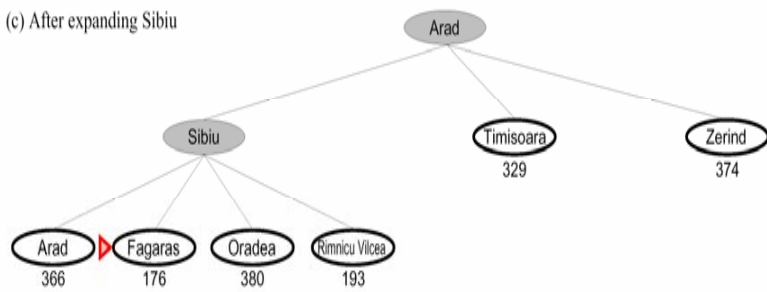 (c) After expanding Sibiu
Arad
Sibiu
Timisoara
Zerind
329
374
Arad
Fagaras
Oradea
Rimnicu Vilcea
366
176
380
193